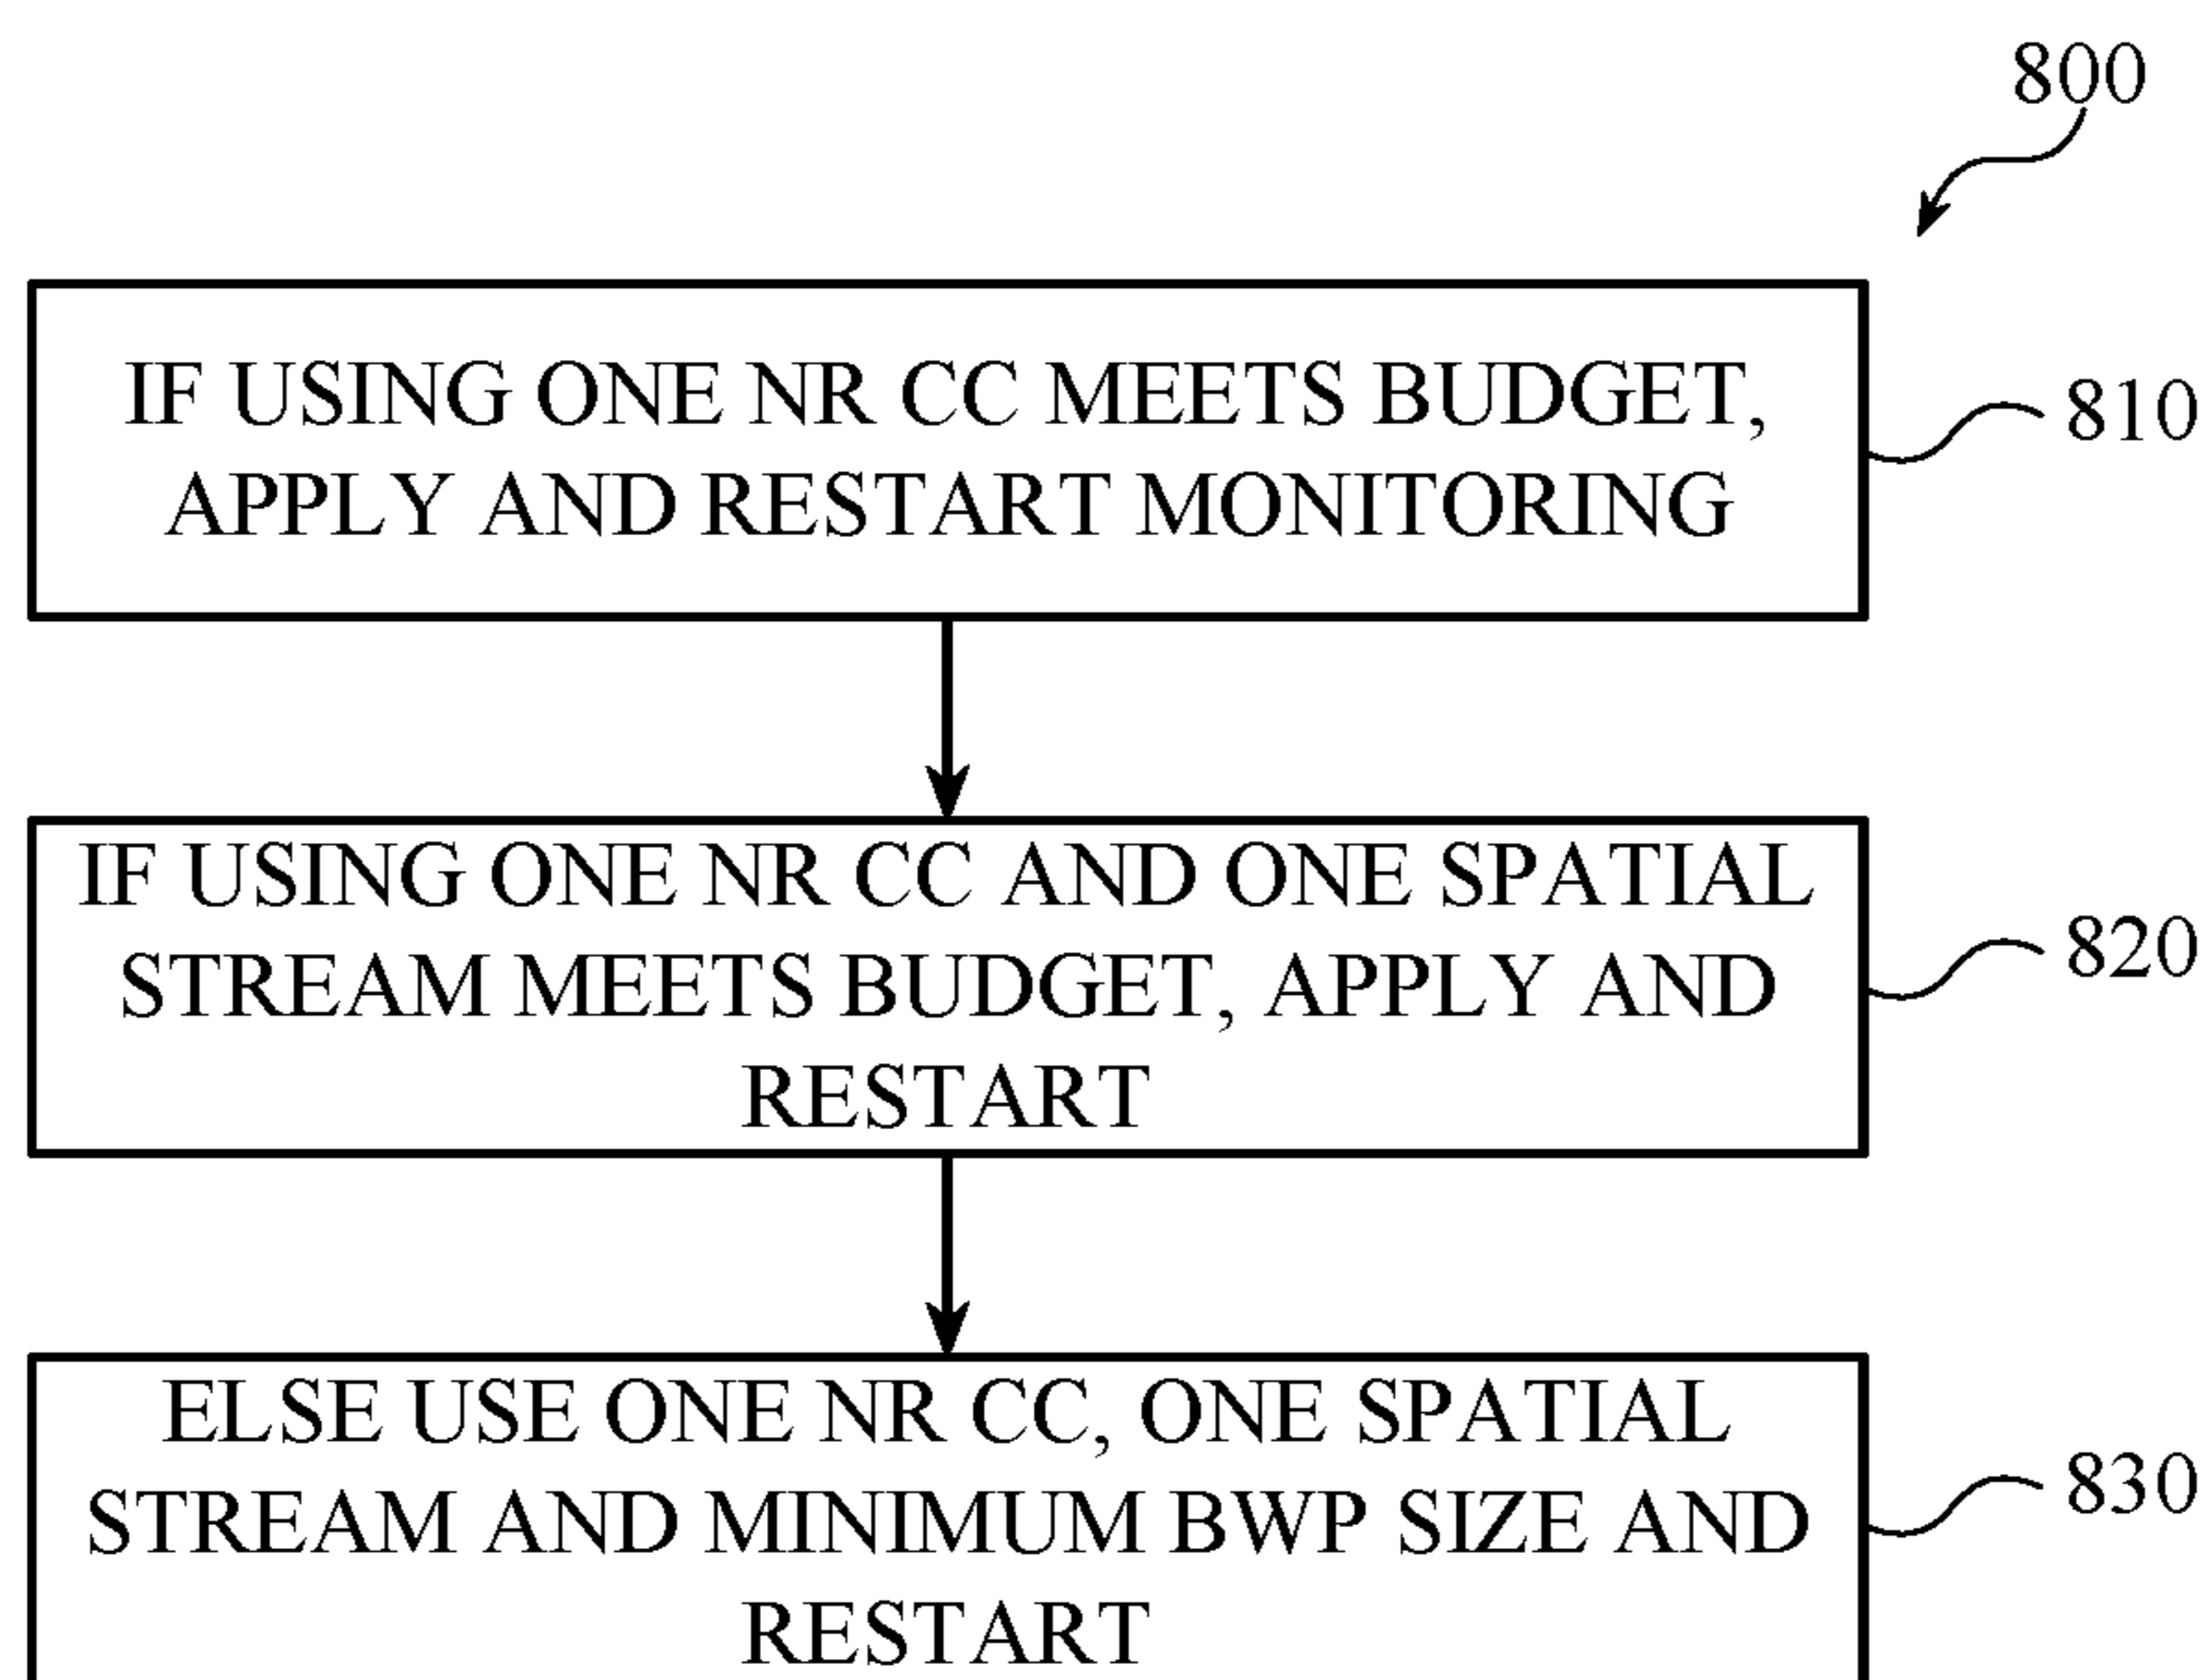 800
IF USING ONE NR CC MEETS BUDGET,
APPLY AND RESTART MONITORING
810
IF USING ONE NR CC AND ONE SPATIAL
STREAM MEETS BUDGET, APPLY AND
RESTART
820
ELSE USE ONE NR CC, ONE SPATIAL
STREAM AND MINIMUM BWP SIZE AND
RESTART
830